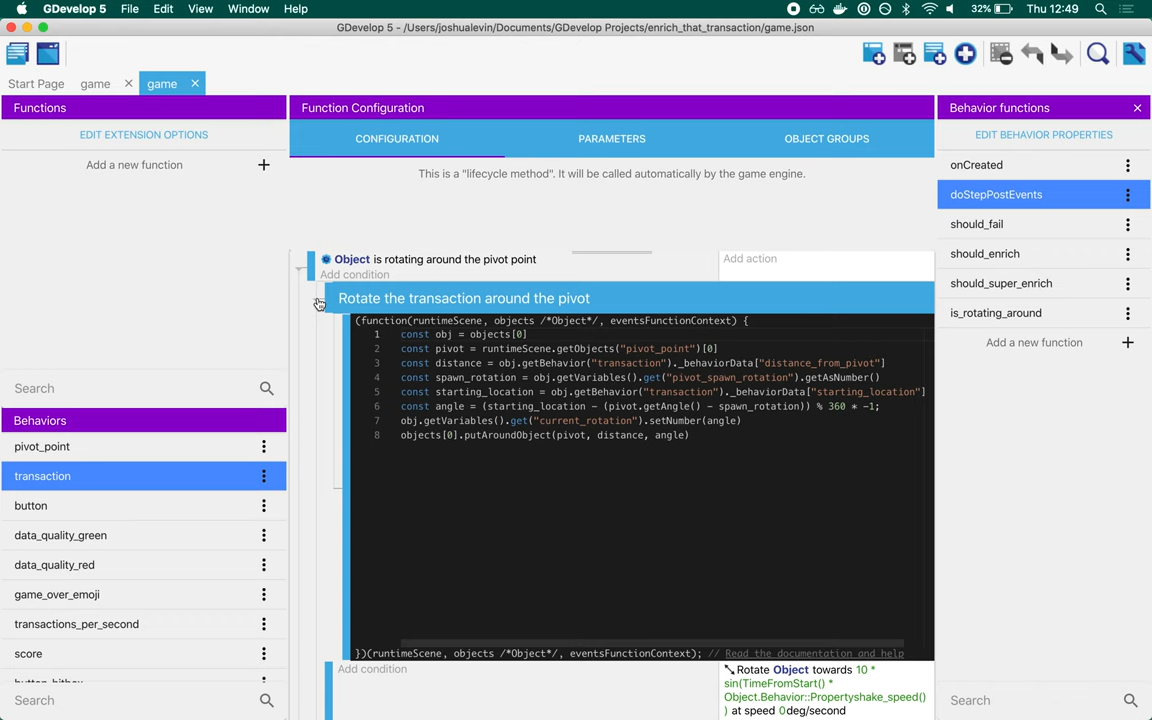 GDevelop 5 File Edit View Window Help 32% Thu 12:49
GDevelop 5 - /Users/joshualevin/Documents/GDevelop Projects/enrich_that_transaction/game.json
Start Page game game
Functions
EDIT EXTENSION OPTIONS
Add a new function
Search
Behaviors
pivot_point
transaction
button
data_quality_green
data_quality_red
game_over_emoji
transactions_per_second
score
button_hitbox
Search
Function Configuration
CONFIGURATION PARAMETERS OBJECT GROUPS
This is a "lifecycle method". It will be called automatically by the game engine.
Object is rotating around the pivot point
Add condition
Add action
Rotate the transaction around the pivot
(function(runtimeScene, objects /*Object*/, eventsFunctionContext) {
1 const obj = objects[0]
2 const pivot = runtimeScene.getObjects("pivot_point")[0]
3 const distance = obj.getBehavior("transaction")._behaviorData["distance_from_pivot"]
4 const spawn_rotation = obj.getVariables().get("pivot_spawn_rotation").getAsNumber()
5 const starting_location = obj.getBehavior("transaction")._behaviorData["starting_location"]
6 const angle = (starting_location - (pivot.getAngle() - spawn_rotation)) % 360 * -1;
7 obj.getVariables().get("current_rotation").setNumber(angle)
8 objects[0].putAroundObject(pivot, distance, angle)
})(runtimeScene, objects /*Object*/, eventsFunctionContext); // Read the documentation and help
Add condition
Rotate Object towards 10 *
sin(TimeFromStart() *
Object.Behavior::Propertyshake_speed()
) at speed 0deg/second
Behavior functions
EDIT BEHAVIOR PROPERTIES
onCreated
doStepPostEvents
should_fail
should_enrich
should_super_enrich
is_rotating_around
Add a new function
Search